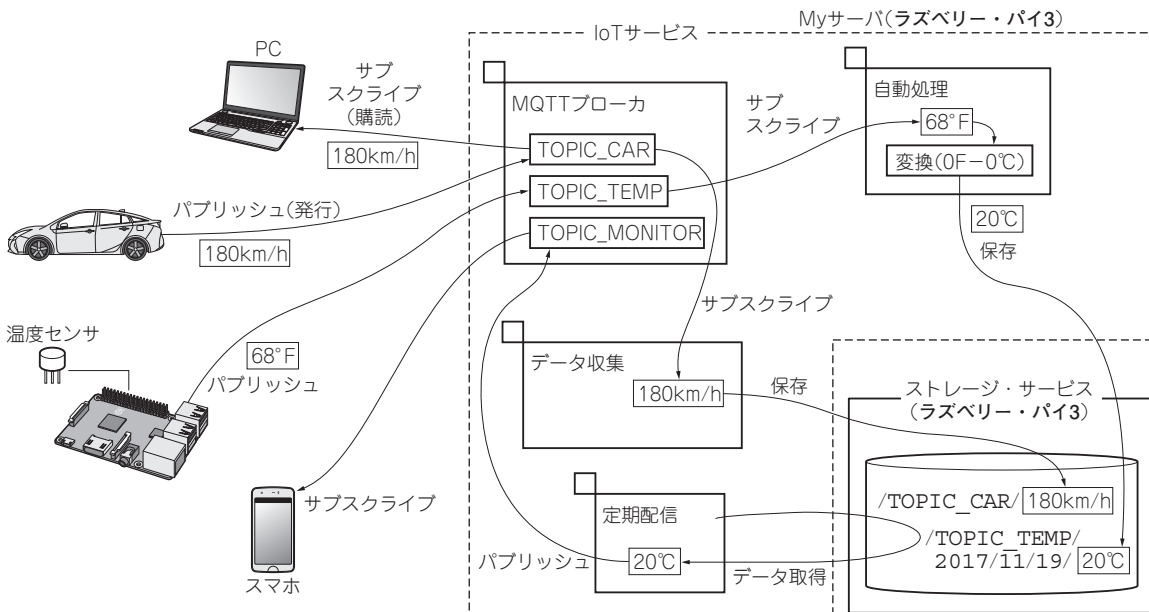 Myサーバ(ラズベリー・パイ3)
IoTサービス
PC
サブ
スクライブ
(購読)
180km/h
MQTTブローカ
TOPIC_CAR
TOPIC_TEMP
TOPIC_MONITOR
サブ
スクライブ
自動処理
68°F
変換(0F−0℃)
20℃
保存
パブリッシュ(発行)
180km/h
温度センサ
68°F
パブリッシュ
サブスクライブ
データ収集
180km/h
保存
ストレージ・サービス
(ラズベリー・パイ3)
/TOPIC_CAR/ 180km/h
/TOPIC_TEMP/
2017/11/19/ 20℃
サブスクライブ
スマホ
定期配信
パブリッシュ
20℃
データ取得